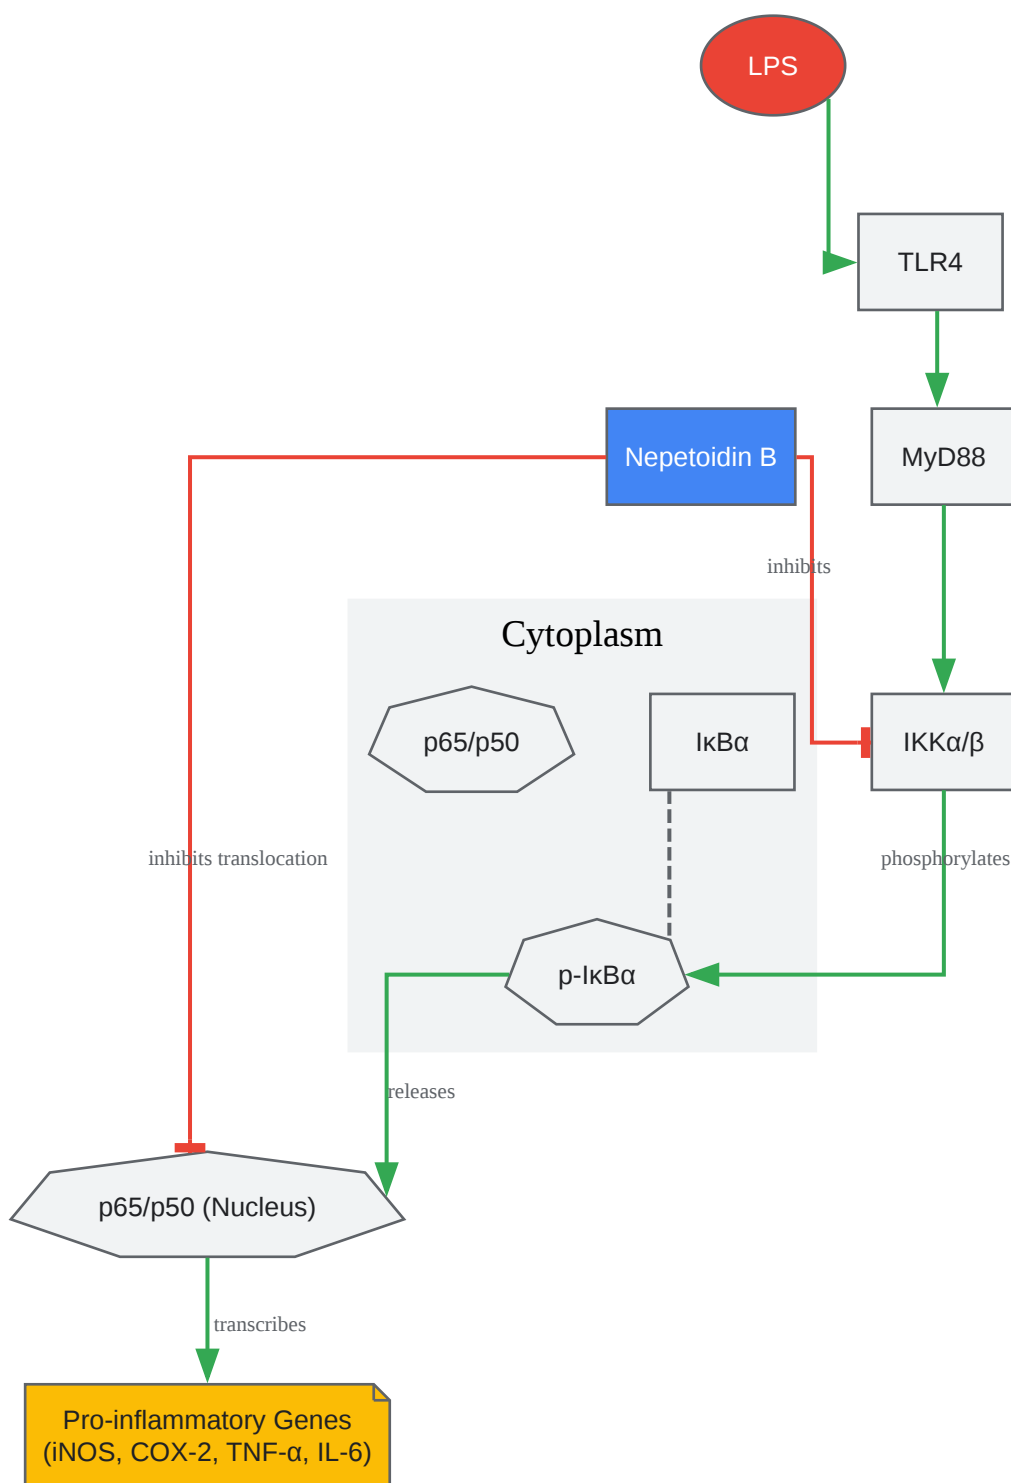 LPS
TLR4
Nepetoidin B
MyD88
inhibits
Cytoplasm
p65/p50
IκBα
IKKα/β
inhibits translocation
phosphorylates
p-IκBα
releases
p65/p50 (Nucleus)
transcribes
Pro-inflammatory Genes
(iNOS, COX-2, TNF-α, IL-6)